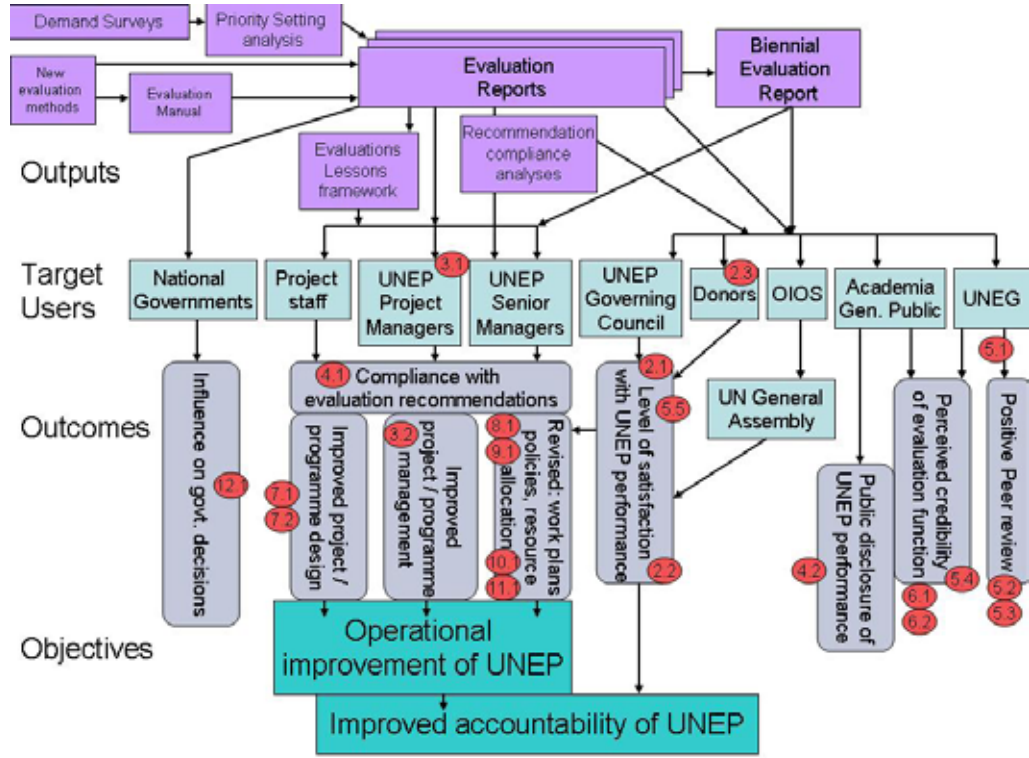 Demand Surveys
Priority Setting
analysis
New
evaluation
methods
Evaluation
Manual
Evaluation
Reports
Biennial
Evaluation
Report
Outputs
Evaluations
Lessons
framework
Recommendation
compliance
analyses
Target
Users
National
Governments
Project
staff
3.1
UNEP
Project
Managers
UNEP
Senior
Managers
UNEP
Governing
Council
2.3
Donors
OIOS
Academia
Gen. Public
UNEG
Outcomes
Influence on
govt. decisions
12.1
4.1
Compliance with
evaluation recommendations
Improved project /
programme design
7.1
7.2
Improved
project / programme
management
3.2
Revised: work plans
policies, resource
allocation
8.1
9.1
10.1
11.1
2.1
5.5
Level of satisfaction
with UNEP performance
2.2
UN General
Assembly
Public disclosure of
UNEP performance
4.2
Perceived credibility
of evaluation function
5.4
6.1
6.2
5.1
Positive Peer review
5.2
5.3
Objectives
Operational
improvement of UNEP
Improved accountability of UNEP